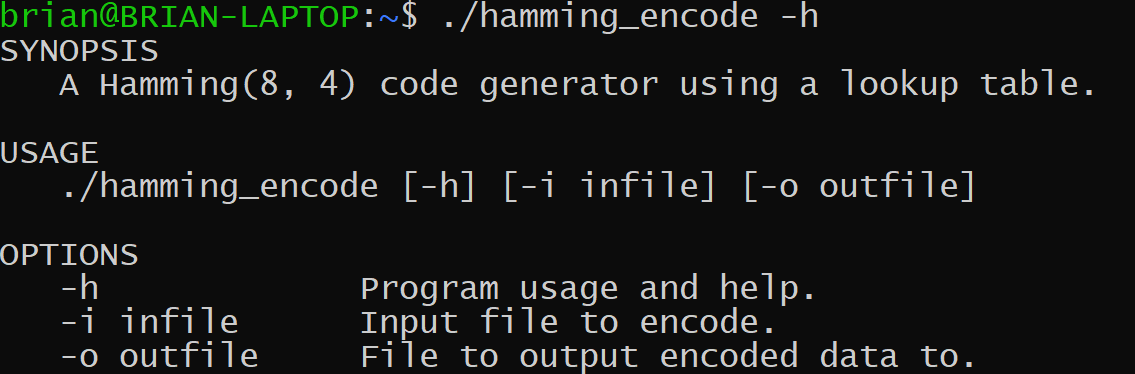 brian@BRIAN-LAPTOP:~$ ./hamming_encode -h
SYNOPSIS
   A Hamming(8, 4) code generator using a lookup table.

USAGE
   ./hamming_encode [-h] [-i infile] [-o outfile]

OPTIONS
   -h             Program usage and help.
   -i infile      Input file to encode.
   -o outfile     File to output encoded data to.